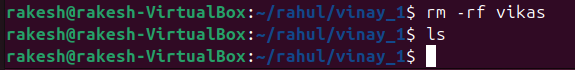 rakesh@rakesh-VirtualBox:~/rahul/vinay_1$ rm -rf vikas
rakesh@rakesh-VirtualBox:~/rahul/vinay_1$ ls
rakesh@rakesh-VirtualBox:~/rahul/vinay_1$